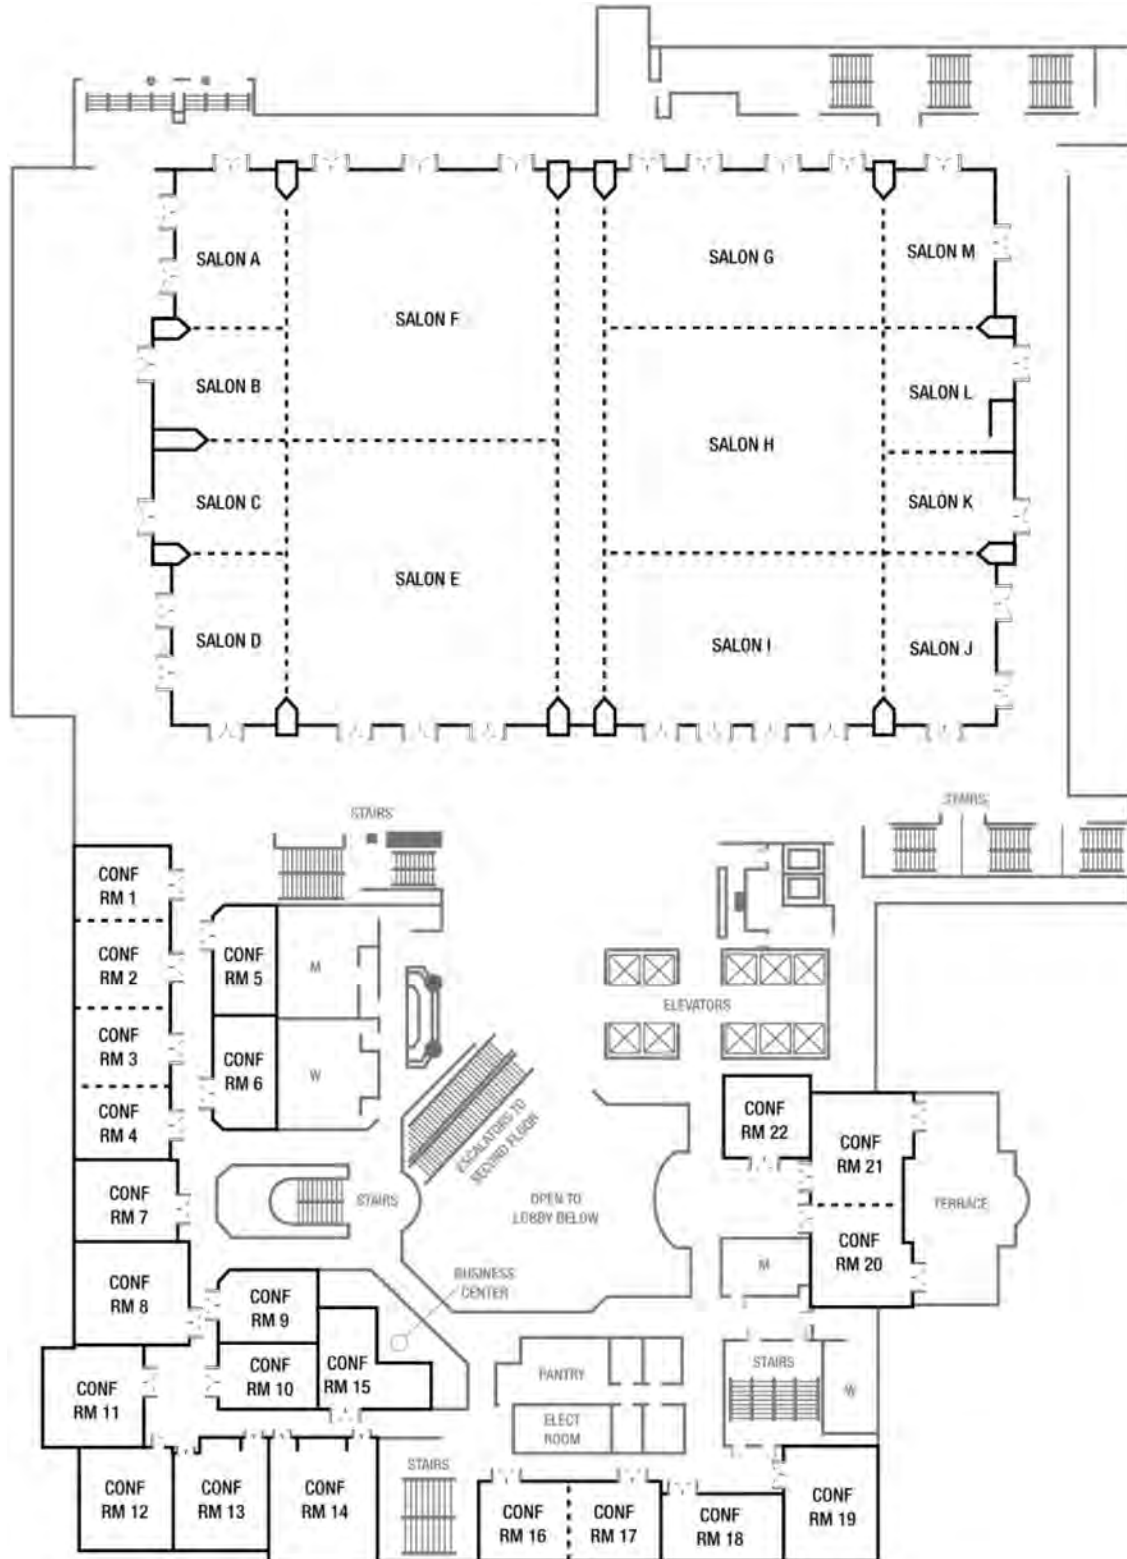 SALON A
SALON G
SALON M
SALON F
SALON B
SALON L
SALON H
SALON C
SALON K
SALON E
SALON D
SALON I
SALON J
STAIRS
STAIRS
CONF
RM 1
CONF
RM 2
CONF
RM 3
CONF
RM 4
CONF
RM 5
M
CONF
RM 6
W
ELEVATORS
ESCALATORS TO
SECOND FLOOR
CONF
RM 22
CONF
RM 21
CONF
RM 7
STAIRS
OPEN TO
LOBBY BELOW
TERRACE
CONF
RM 20
M
CONF
RM 8
BUSINESS
CENTER
CONF
RM 9
CONF
RM 10
CONF
RM 15
CONF
RM 11
PANTRY
STAIRS
W
ELECT
ROOM
STAIRS
CONF
RM 12
CONF
RM 13
CONF
RM 14
CONF
RM 16
CONF
RM 17
CONF
RM 18
CONF
RM 19